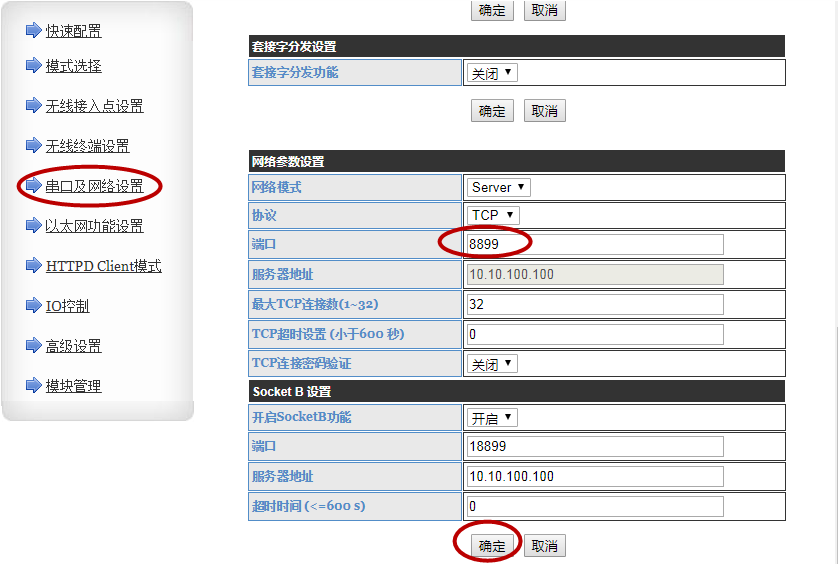 快速配置
模式选择
无线接入点设置
无线终端设置
串口及网络设置
以太网功能设置
HTTPD Client模式
IO控制
高级设置
模块管理
确定 取消
套接字分发设置
套接字分发功能 关闭
确定 取消
网络参数设置
网络模式 Server
协议 TCP
端口 8899
服务器地址 10.10.100.100
最大TCP连接数(1~32) 32
TCP超时设置 (小于600 秒) 0
TCP连接密码验证 关闭
Socket B 设置
开启SocketB功能 开启
端口 18899
服务器地址 10.10.100.100
超时时间 (<=600 s) 0
确定 取消